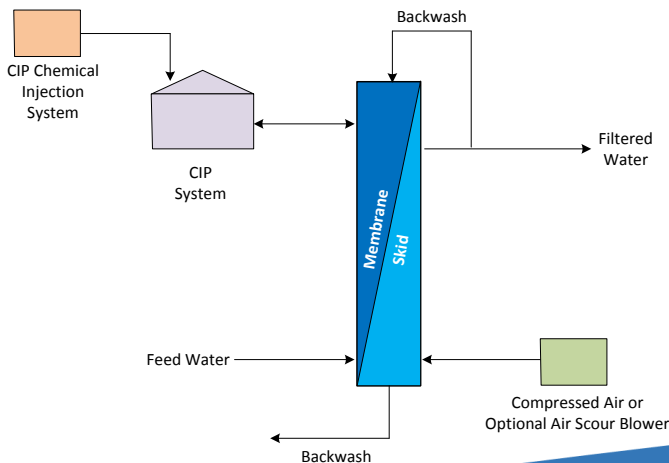 Backwash
CIP Chemical
Injection
System
Filtered
Water
CIP
System
Membrane
Skid
Feed Water
Compressed Air or
Optional Air Scour Blower
Backwash